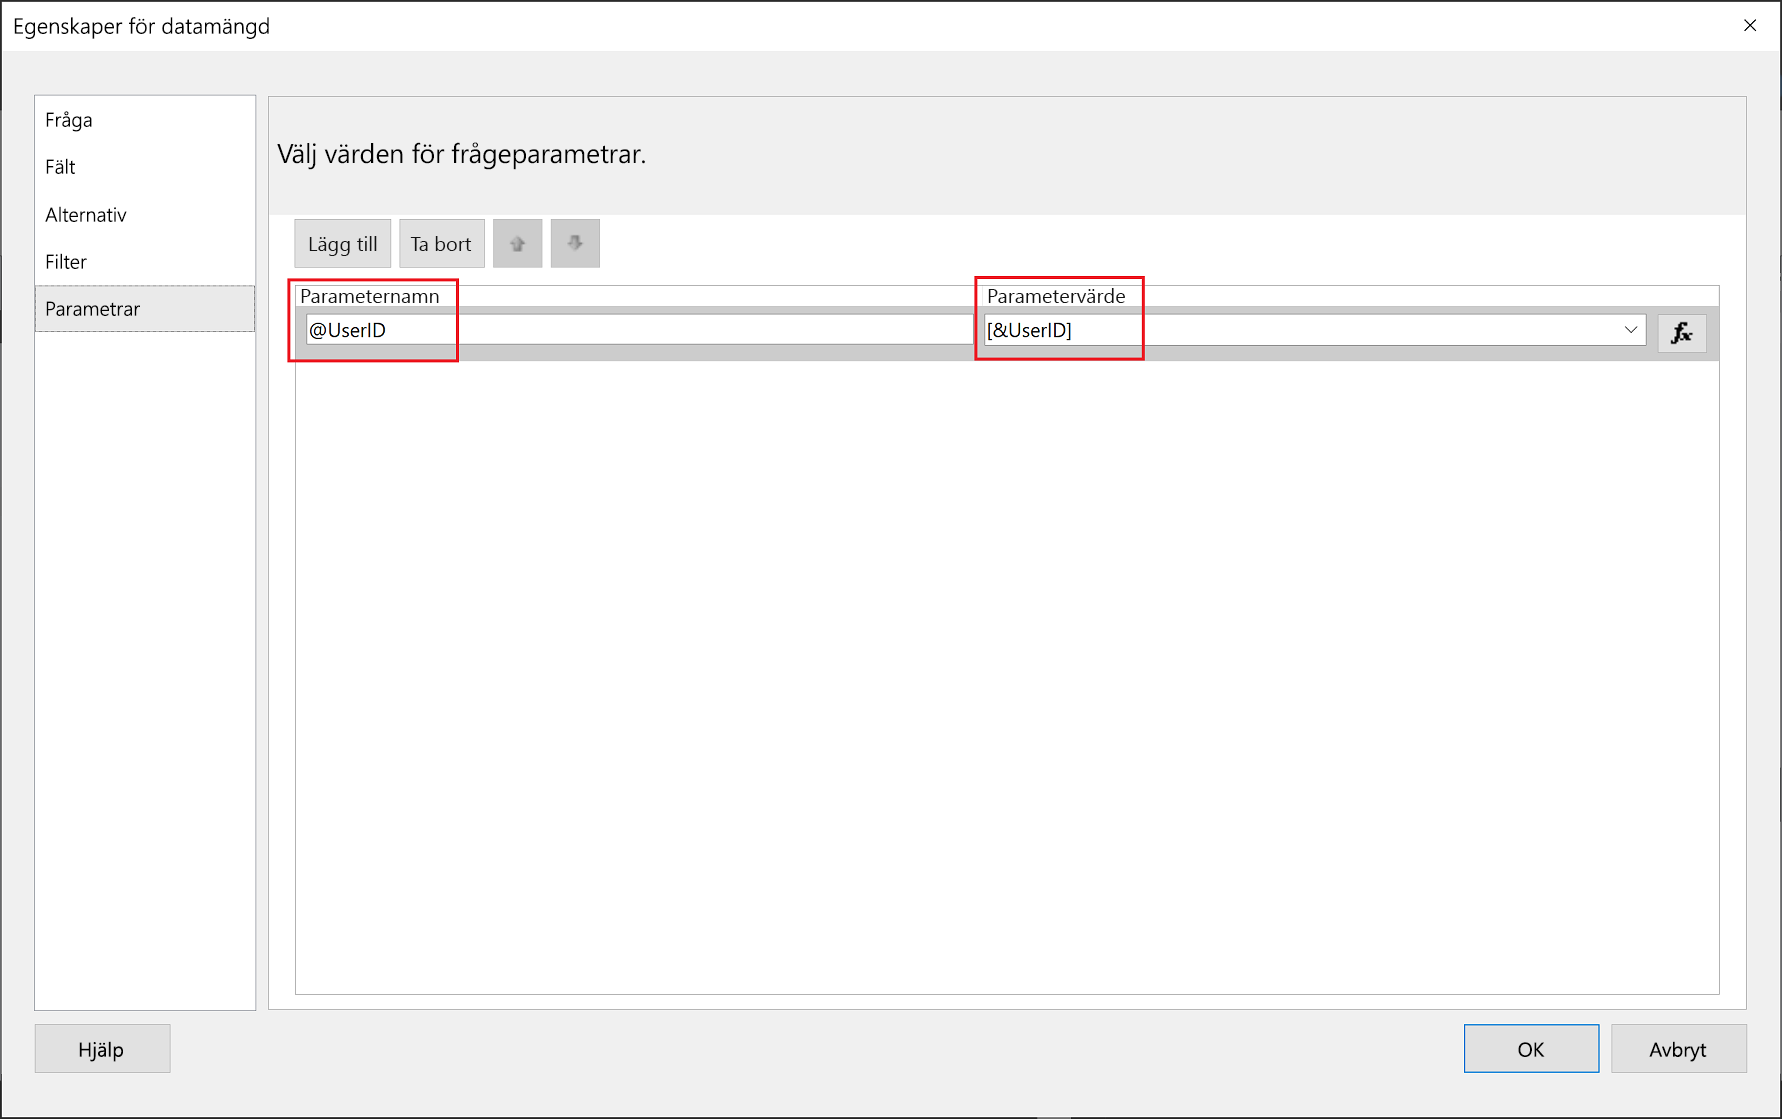 Egenskaper för datamängd
Fråga
Fält
Alternativ
Filter
Parametrar
Välj värden för frågeparametrar.
Lägg till Ta bort
Parameternamn Parametervärde
@UserID [&UserID] fx
Hjälp OK Avbryt